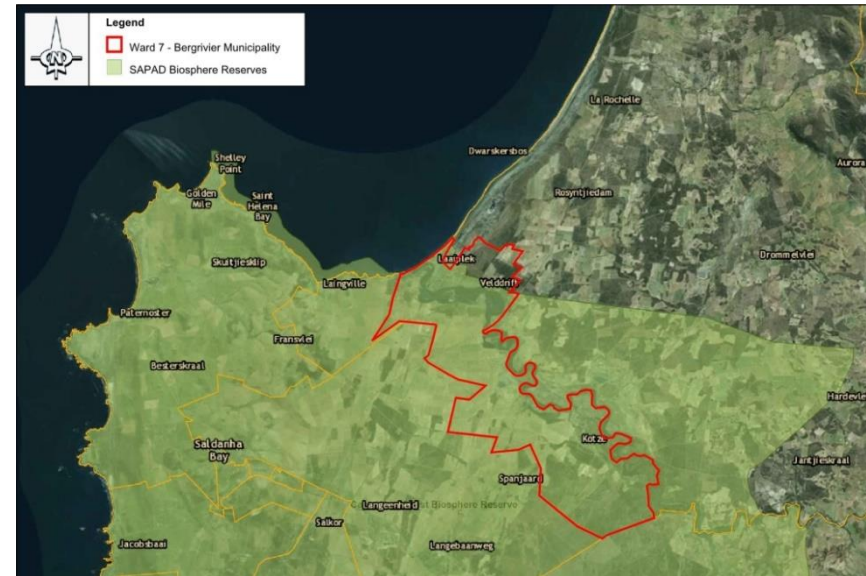 Legend
Ward 7 - Bergrivier Municipality
SAPAD Biosphere Reserves
N
La Rochelle
Dwarskersbos
Shelley
Point
Aurora
Golden
Mile
Saint
Helena
Bay
Rosyntjiedam
Skuitjiesklip
Laaiplek
Drommelvlei
Laingville
Velddrift
Paternoster
Fransvlei
Besterskraal
Hardevlei
Saldanha
Bay
Kotze
Jantjieskraal
Spanjaard
Langeenheid
st Biosphere Reserve
Salkor
Jacobsbaai
Langebaanweg